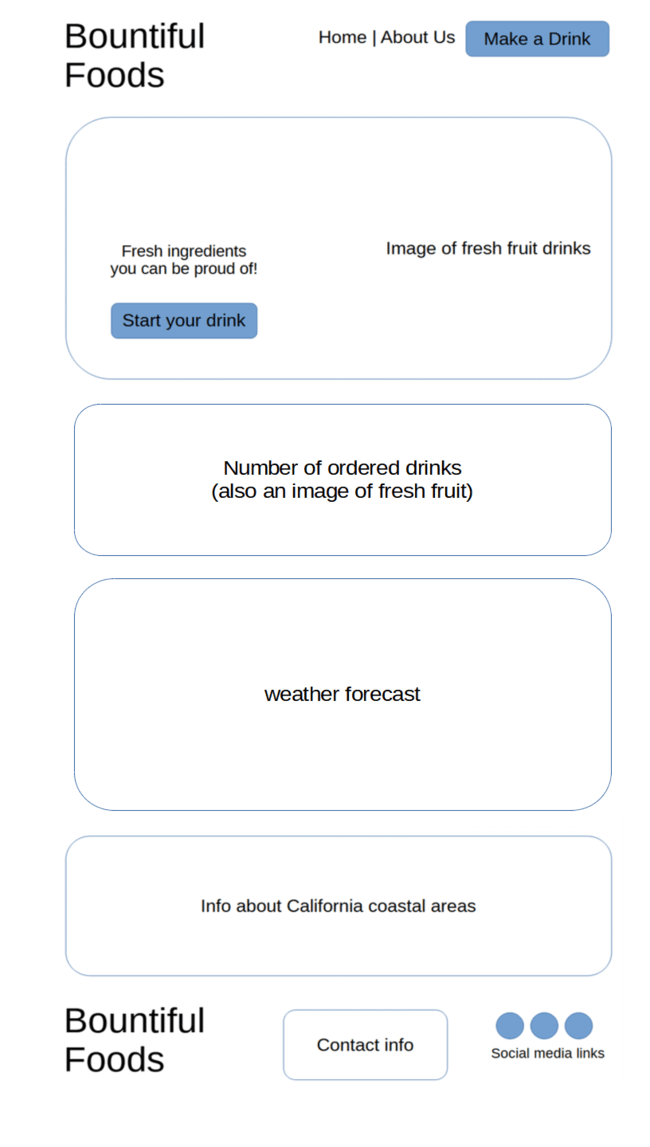 Bountiful
Foods
Home | About Us
Make a Drink
Fresh ingredients
you can be proud of!
Start your drink
Image of fresh fruit drinks
Number of ordered drinks
(also an image of fresh fruit)
weather forecast
Info about California coastal areas
Bountiful
Foods
Contact info
Social media links